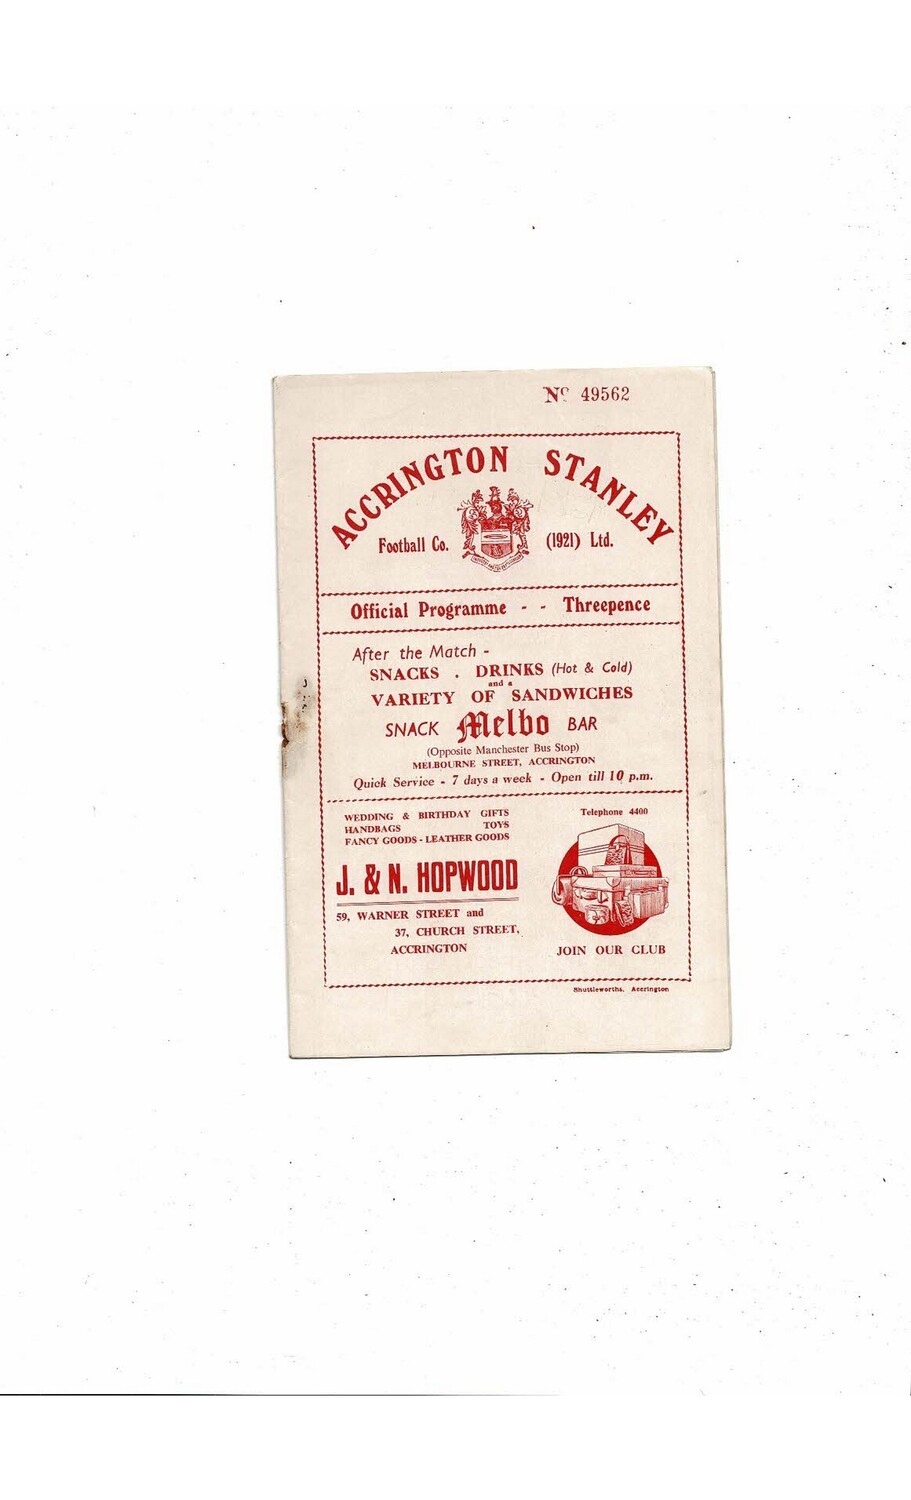 Nº 49562
ACCRINGTON STANLEY
Football Co. (1921) Ltd.
Official Programme - - Threepence
After the Match -
SNACKS . DRINKS (Hot & Cold)
and a
VARIETY OF SANDWICHES
SNACK Melbo BAR
(Opposite Manchester Bus Stop)
MELBOURNE STREET, ACCRINGTON
Quick Service - 7 days a week - Open till 10 p.m.
WEDDING & BIRTHDAY GIFTS
HANDBAGS TOYS
FANCY GOODS - LEATHER GOODS
J. & N. HOPWOOD
59, WARNER STREET and
37, CHURCH STREET,
ACCRINGTON
Telephone 4400
JOIN OUR CLUB
Shuttleworths, Accrington